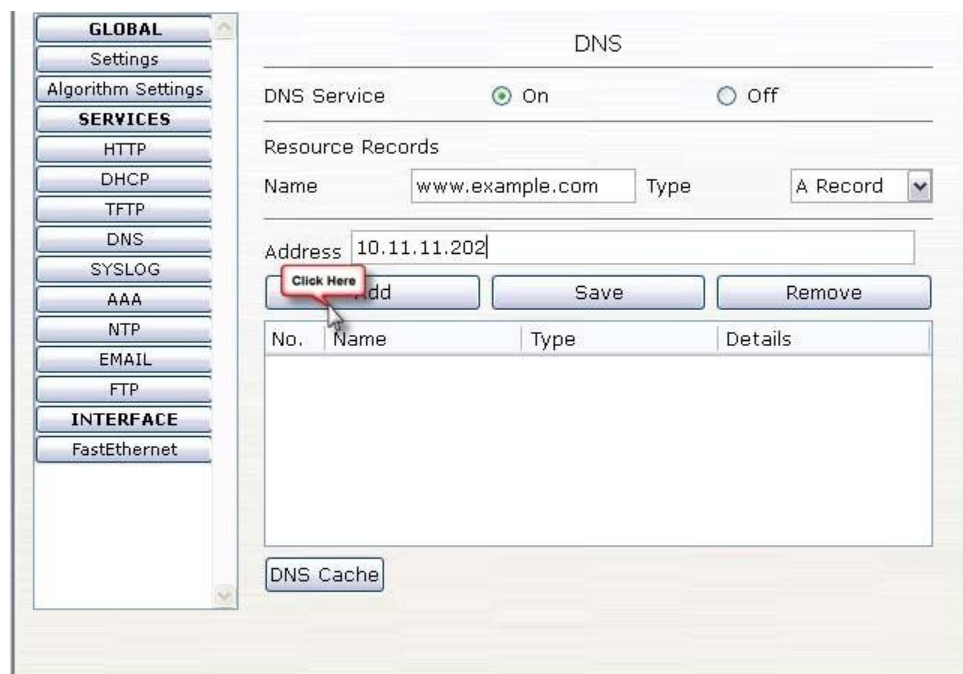 GLOBAL
Settings
Algorithm Settings
SERVICES
HTTP
DHCP
TFTP
DNS
SYSLOG
AAA
NTP
EMAIL
FTP
INTERFACE
FastEthernet
DNS
DNS Service On Off
Resource Records
Name www.example.com Type A Record
Address 10.11.11.202
Click Here
Add Save Remove
No. Name Type Details
DNS Cache